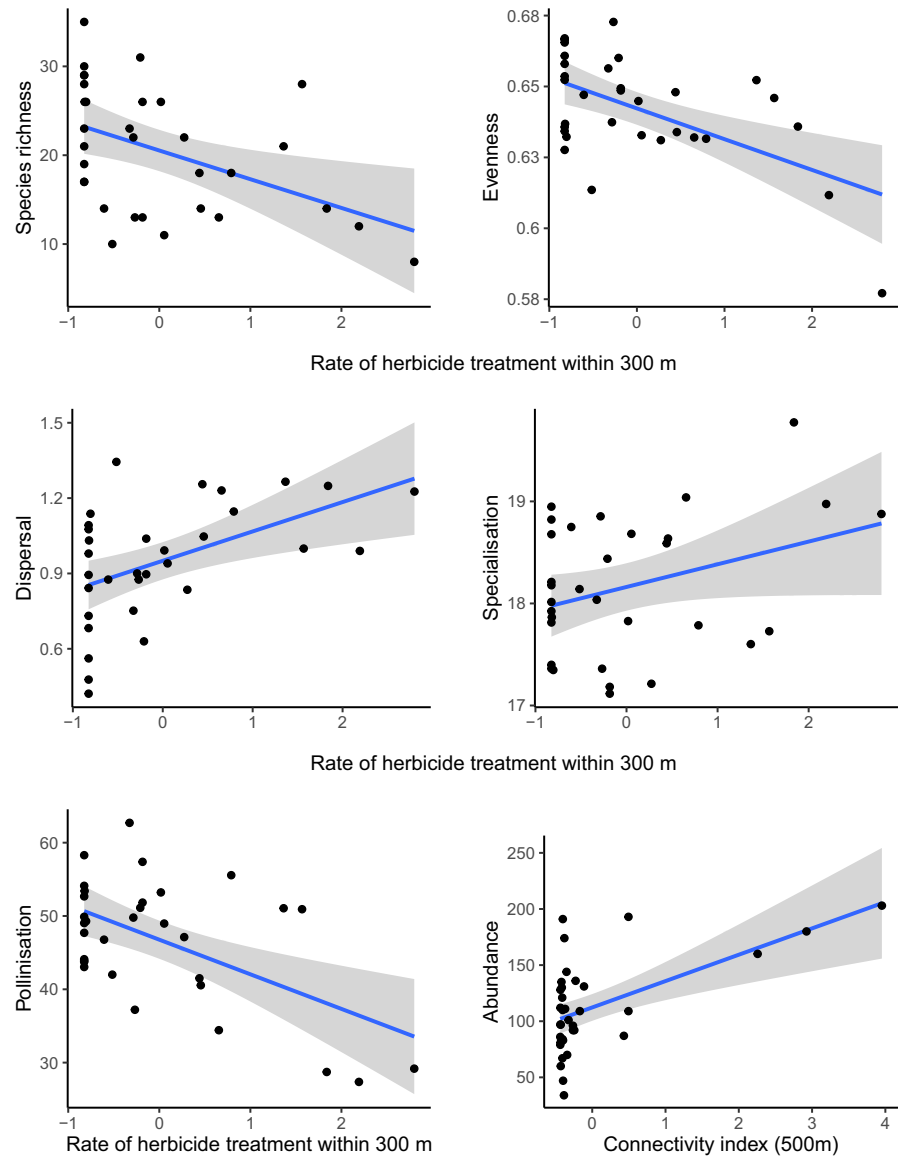 Species richness
30
20
10
−1 0 1 2
Evenness
0.68
0.65
0.63
0.6
0.58
−1 0 1 2
Rate of herbicide treatment within 300 m
Dispersal
1.5
1.2
0.9
0.6
−1 0 1 2
Specialisation
19
18
17
−1 0 1 2
Rate of herbicide treatment within 300 m
Pollinisation
60
50
40
30
−1 0 1 2
Rate of herbicide treatment within 300 m
Abundance
250
200
150
100
50
0 1 2 3 4
Connectivity index (500m)